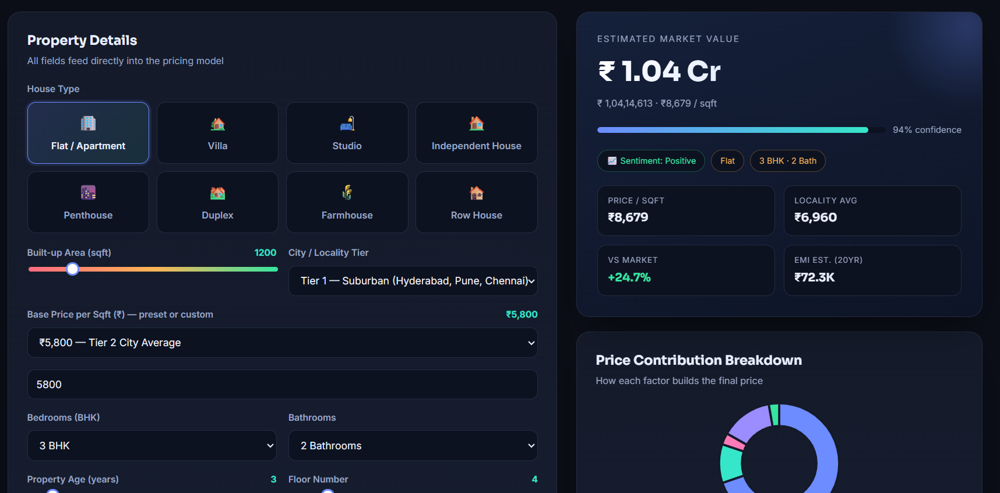 Property Details
All fields feed directly into the pricing model
House Type
Flat / Apartment
Villa
Studio
Independent House
Penthouse
Duplex
Farmhouse
Row House
Built-up Area (sqft)
1200
City / Locality Tier
Tier 1 — Suburban (Hyderabad, Pune, Chennai)
Base Price per Sqft (₹) — preset or custom
₹5,800
₹5,800 — Tier 2 City Average
5800
Bedrooms (BHK)
Bathrooms
3 BHK
2 Bathrooms
Property Age (years)
3
Floor Number
4
ESTIMATED MARKET VALUE
₹ 1.04 Cr
₹ 1,04,14,613 · ₹8,679 / sqft
94% confidence
Sentiment: Positive
Flat
3 BHK · 2 Bath
PRICE / SQFT
₹8,679
LOCALITY AVG
₹6,960
VS MARKET
+24.7%
EMI EST. (20YR)
₹72.3K
Price Contribution Breakdown
How each factor builds the final price